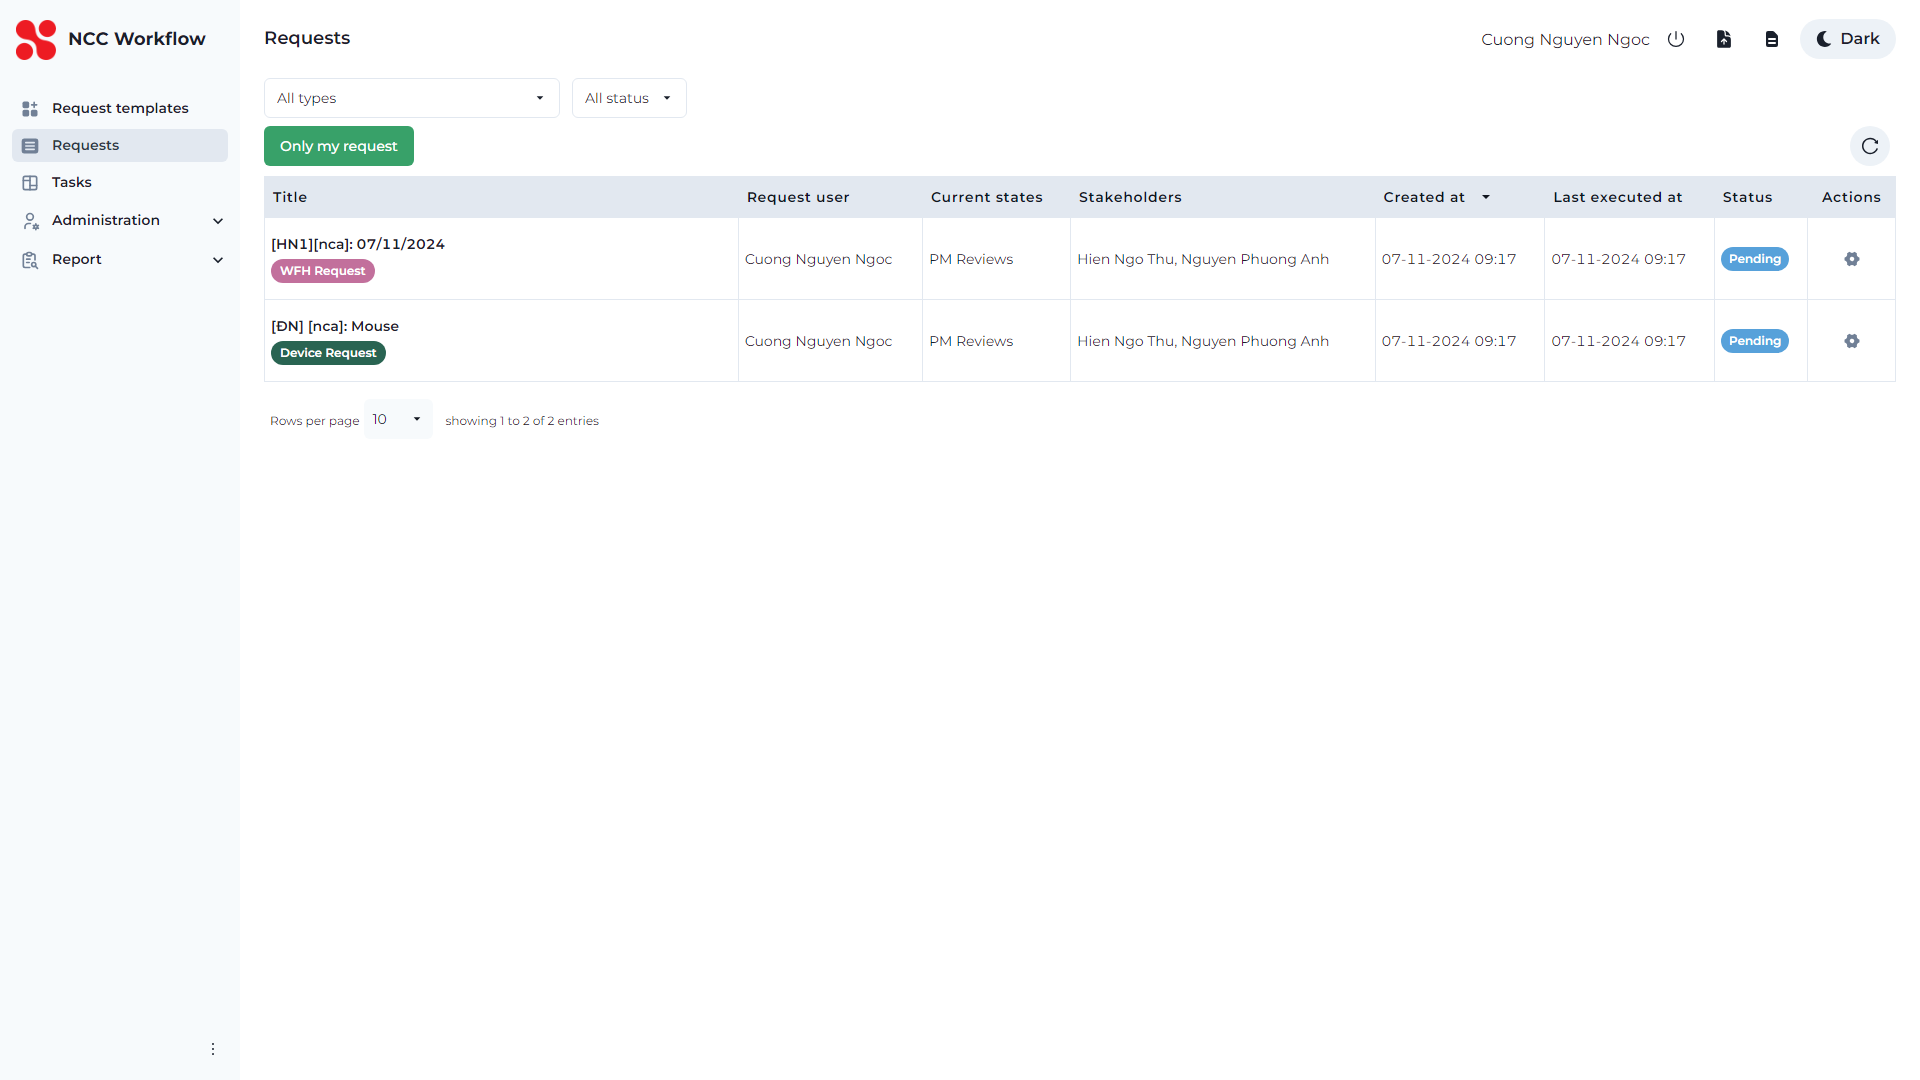 NCC Workflow
Request templates
Requests
Tasks
Administration
Report
Requests
Cuong Nguyen Ngoc
Dark
All types
All status
Only my request
Title Request user Current states Stakeholders Created at Last executed at Status Actions
[HN1][nca]: 07/11/2024
WFH Request
Cuong Nguyen Ngoc PM Reviews Hien Ngo Thu, Nguyen Phuong Anh 07-11-2024 09:17 07-11-2024 09:17 Pending
[ĐN] [nca]: Mouse
Device Request
Cuong Nguyen Ngoc PM Reviews Hien Ngo Thu, Nguyen Phuong Anh 07-11-2024 09:17 07-11-2024 09:17 Pending
Rows per page 10 showing 1 to 2 of 2 entries